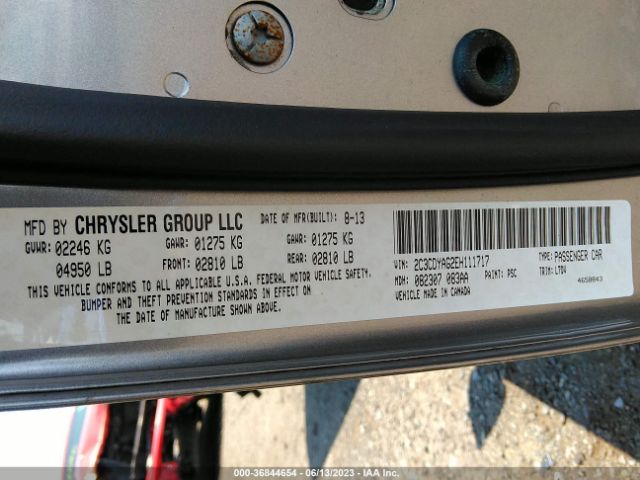 MFD BY CHRYSLER GROUP LLC DATE OF MFR(BUILT): 8-13
GVWR: 02246 KG GAWR: 01275 KG GAWR: 01275 KG
04950 LB FRONT: 02810 LB REAR: 02810 LB
THIS VEHICLE CONFORMS TO ALL APPLICABLE U.S.A. FEDERAL MOTOR VEHICLE SAFETY,
BUMPER AND THEFT PREVENTION STANDARDS IN EFFECT ON
THE DATE OF MANUFACTURE SHOWN ABOVE.
VIN: 2C3CDYAG2EH111717 TYPE: PASSENGER CAR
MDH: 082307 083AA PAINT: PSC TRIM: LTDV
VEHICLE MADE IN CANADA 4658043
000-36844654 - 06/13/2023 - IAA Inc.